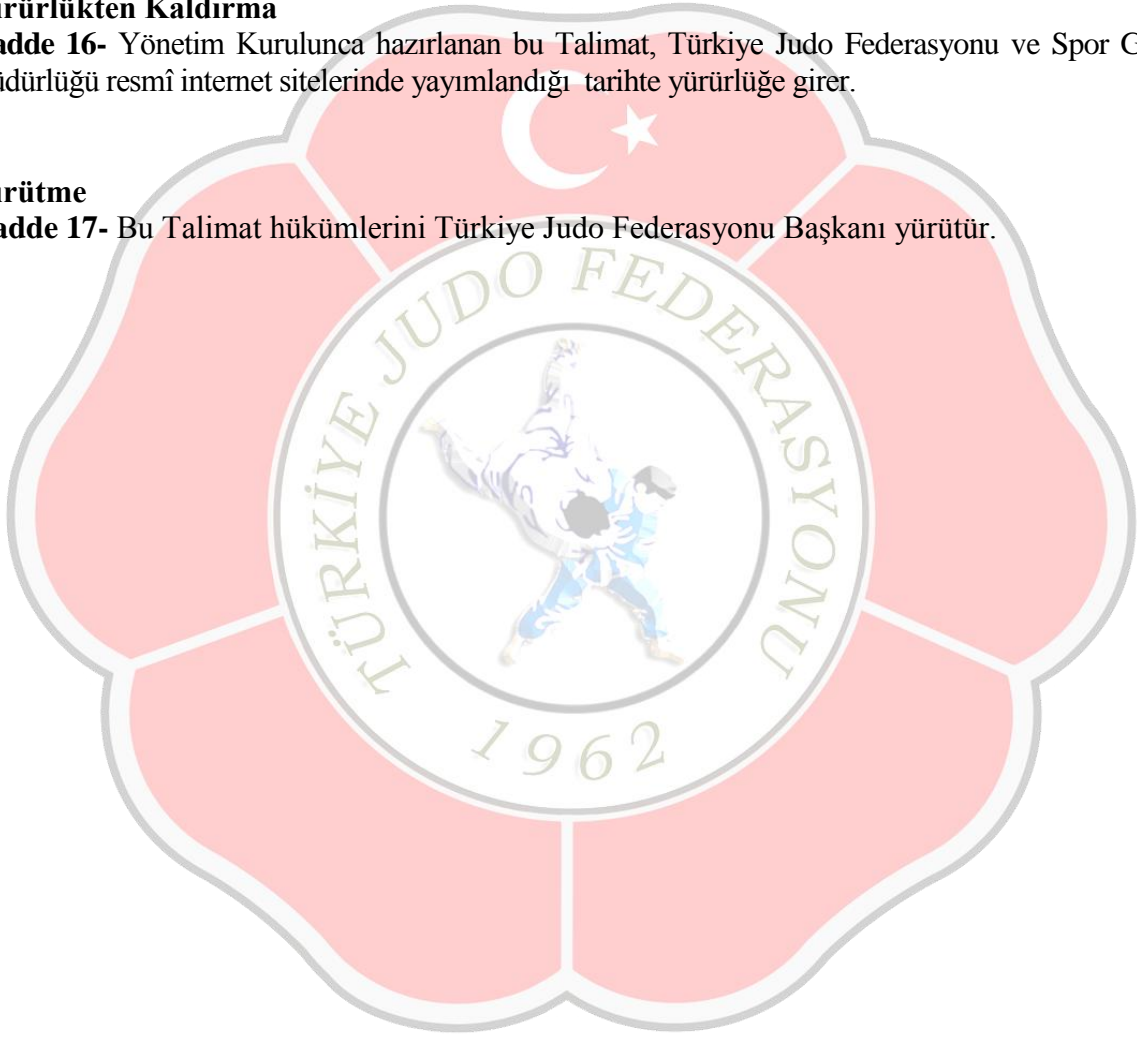 ürürlükten Kaldırma
adde 16- Yönetim Kurulunca hazırlanan bu Talimat, Türkiye Judo Federasyonu ve Spor G
üdürlüğü resmî internet sitelerinde yayımlandığı tarihte yürürlüğe girer.
ürütme
adde 17- Bu Talimat hükümlerini Türkiye Judo Federasyonu Başkanı yürütür.
TÜRKİYE JUDO FEDERASYONU
1962